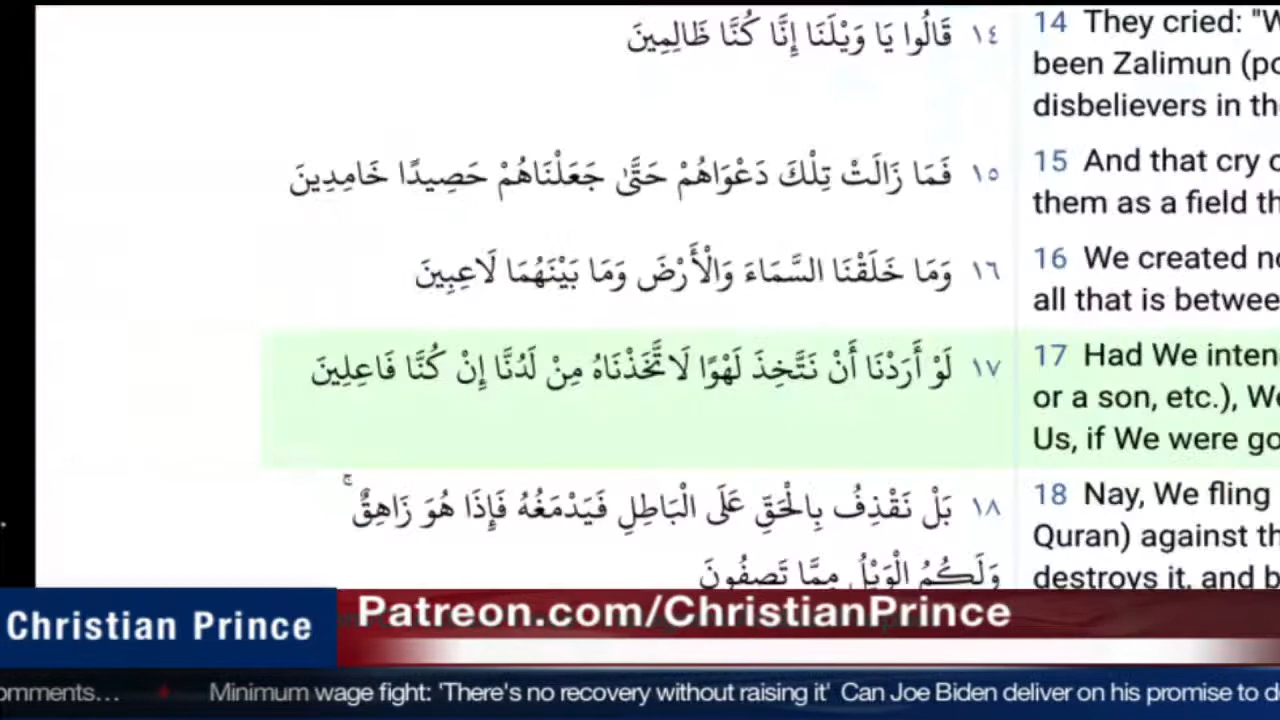 ١٤ قَالُوا يَا وَيْلَنَا إِنَّا كُنَّا ظَالِمِينَ
14 They cried: "W
been Zalimun (po
disbelievers in th
١٥ فَمَا زَالَتْ تِلْكَ دَعْوَاهُمْ حَتَّىٰ جَعَلْنَاهُمْ حَصِيدًا خَامِدِينَ
15 And that cry o
them as a field th
١٦ وَمَا خَلَقْنَا السَّمَاءَ وَالْأَرْضَ وَمَا بَيْنَهُمَا لَاعِبِينَ
16 We created no
all that is betwee
١٧ لَوْ أَرَدْنَا أَنْ نَتَّخِذَ لَهْوًا لَاتَّخَذْنَاهُ مِنْ لَدُنَّا إِنْ كُنَّا فَاعِلِينَ
17 Had We inten
or a son, etc.), We
Us, if We were go
١٨ بَلْ نَقْذِفُ بِالْحَقِّ عَلَى الْبَاطِلِ فَيَدْمَغُهُ فَإِذَا هُوَ زَاهِقٌ ۚ
وَلَكُمُ الْوَيْلُ مِمَّا تَصِفُونَ
18 Nay, We fling
Quran) against th
destroys it, and b
Christian Prince
Patreon.com/ChristianPrince
omments... Minimum wage fight: 'There's no recovery without raising it' Can Joe Biden deliver on his promise to d